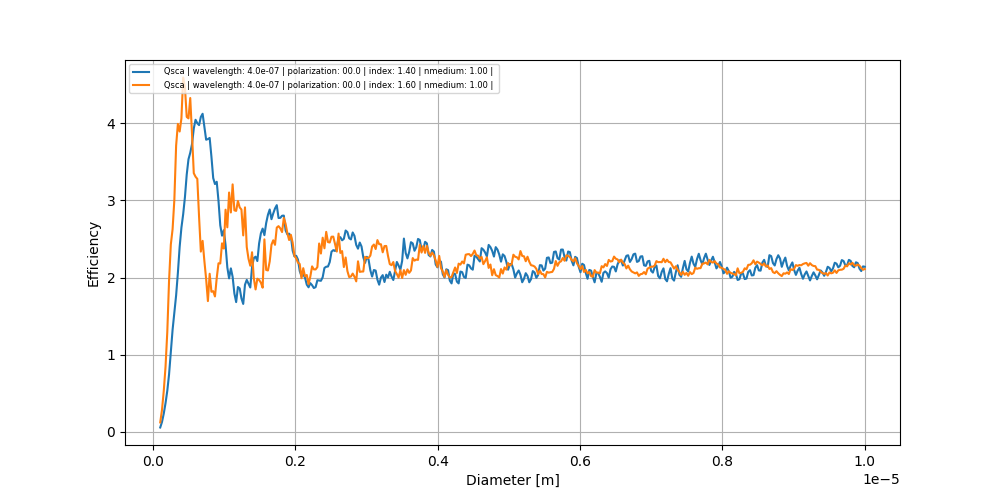 Qsca | wavelength: 4.0e-07 | polarization: 00.0 | index: 1.40 | nmedium: 1.00 |
Qsca | wavelength: 4.0e-07 | polarization: 00.0 | index: 1.60 | nmedium: 1.00 |
4
3
2
1
0
Efficiency
0.0 0.2 0.4 0.6 0.8 1.0
1e−5
Diameter [m]